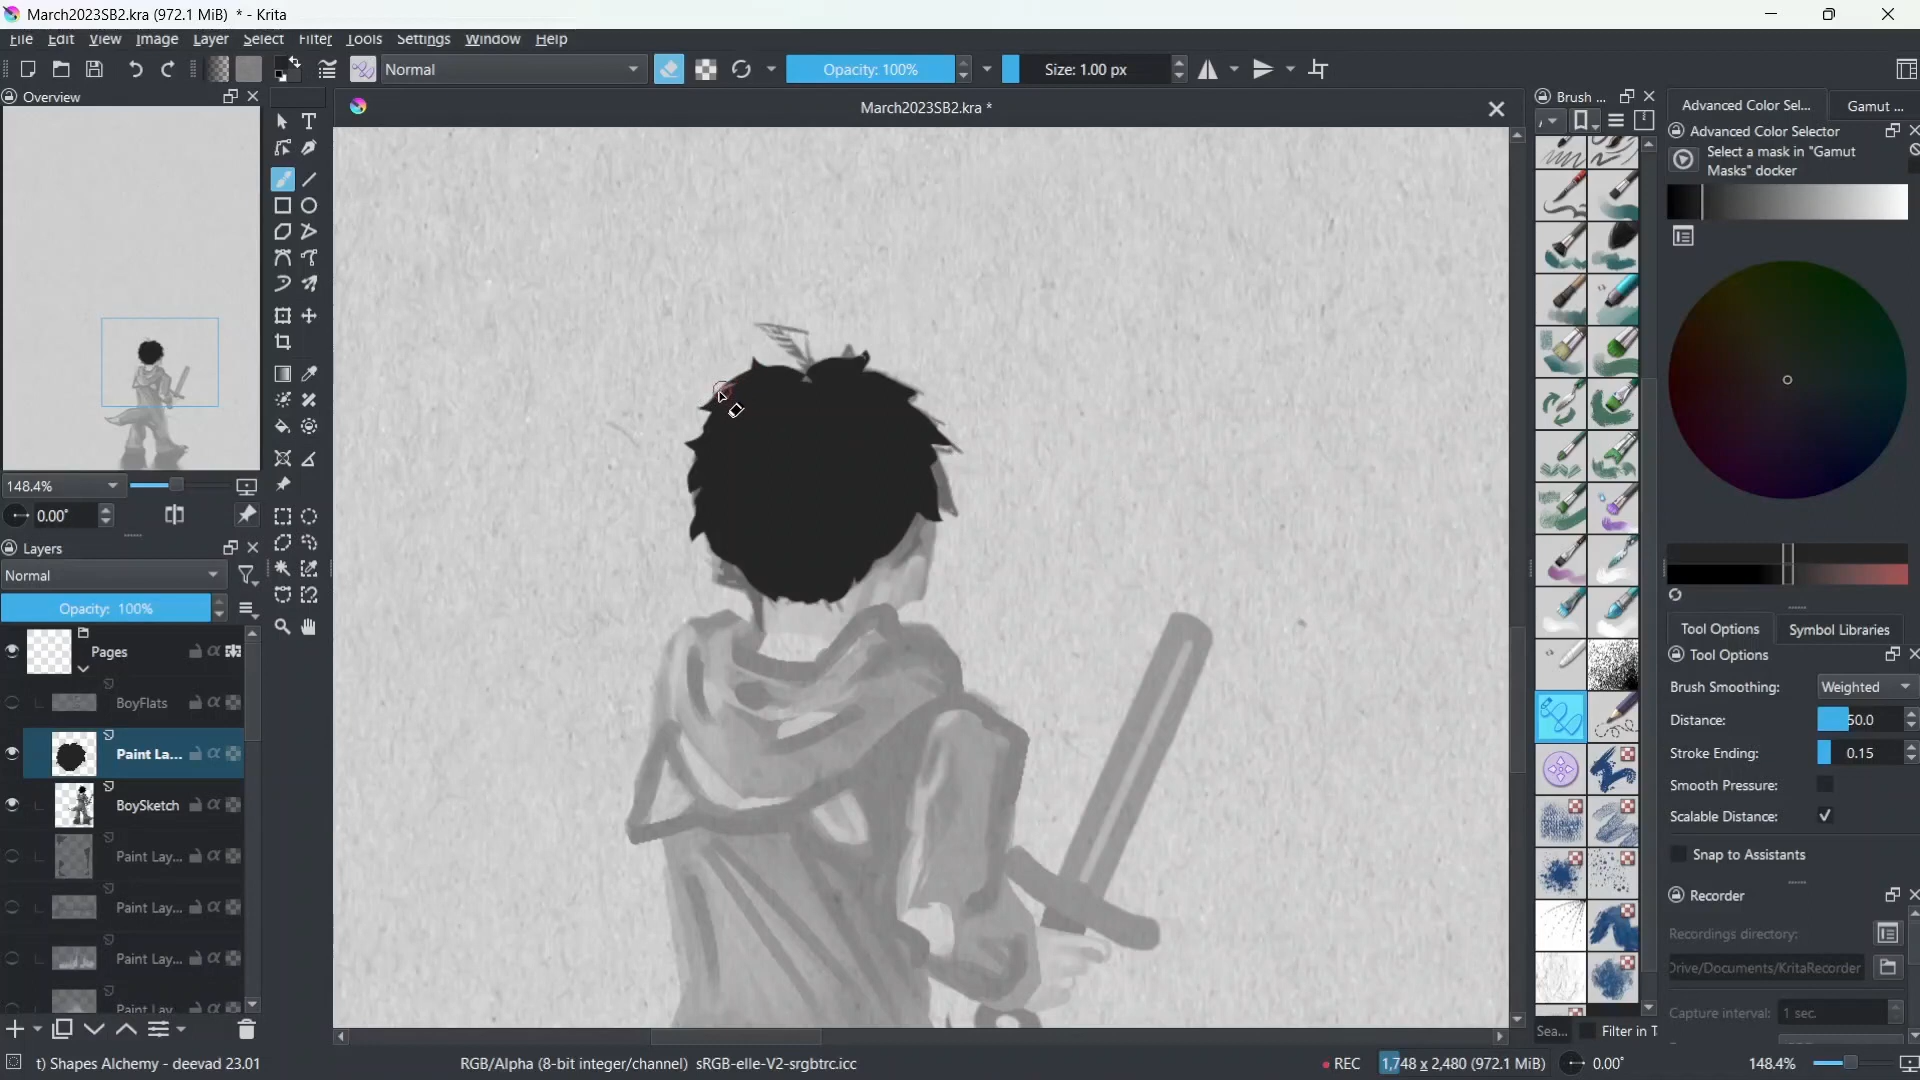 March2023SB2.kra (972.1 MiB) * - Krita
File Edit View Image Layer Select Filter Tools Settings Window Help
Normal
Opacity: 100%
Size: 1.00 px
Overview
March2023SB2.kra *
Brush ...
Advanced Color Sel...
Gamut ...
Advanced Color Selector
Select a mask in "Gamut
Masks" docker
148.4%
0.00°
Layers
Normal
Opacity: 100%
Pages
BoyFlats
Paint La...
BoySketch
Paint Lay...
Paint Lay...
Paint Lay...
Paint Lay...
Tool Options
Symbol Libraries
Tool Options
Brush Smoothing:
Weighted
Distance:
50.0
Stroke Ending:
0.15
Smooth Pressure:
Scalable Distance:
Snap to Assistants
Recorder
Recordings directory:
Drive/Documents/KritaRecorder
Capture interval:
1 sec.
Sea...
Filter in T
t) Shapes Alchemy - deevad 23.01
RGB/Alpha (8-bit integer/channel) sRGB-elle-V2-srgbtrc.icc
REC
1,748 x 2,480 (972.1 MiB)
0.00°
148.4%